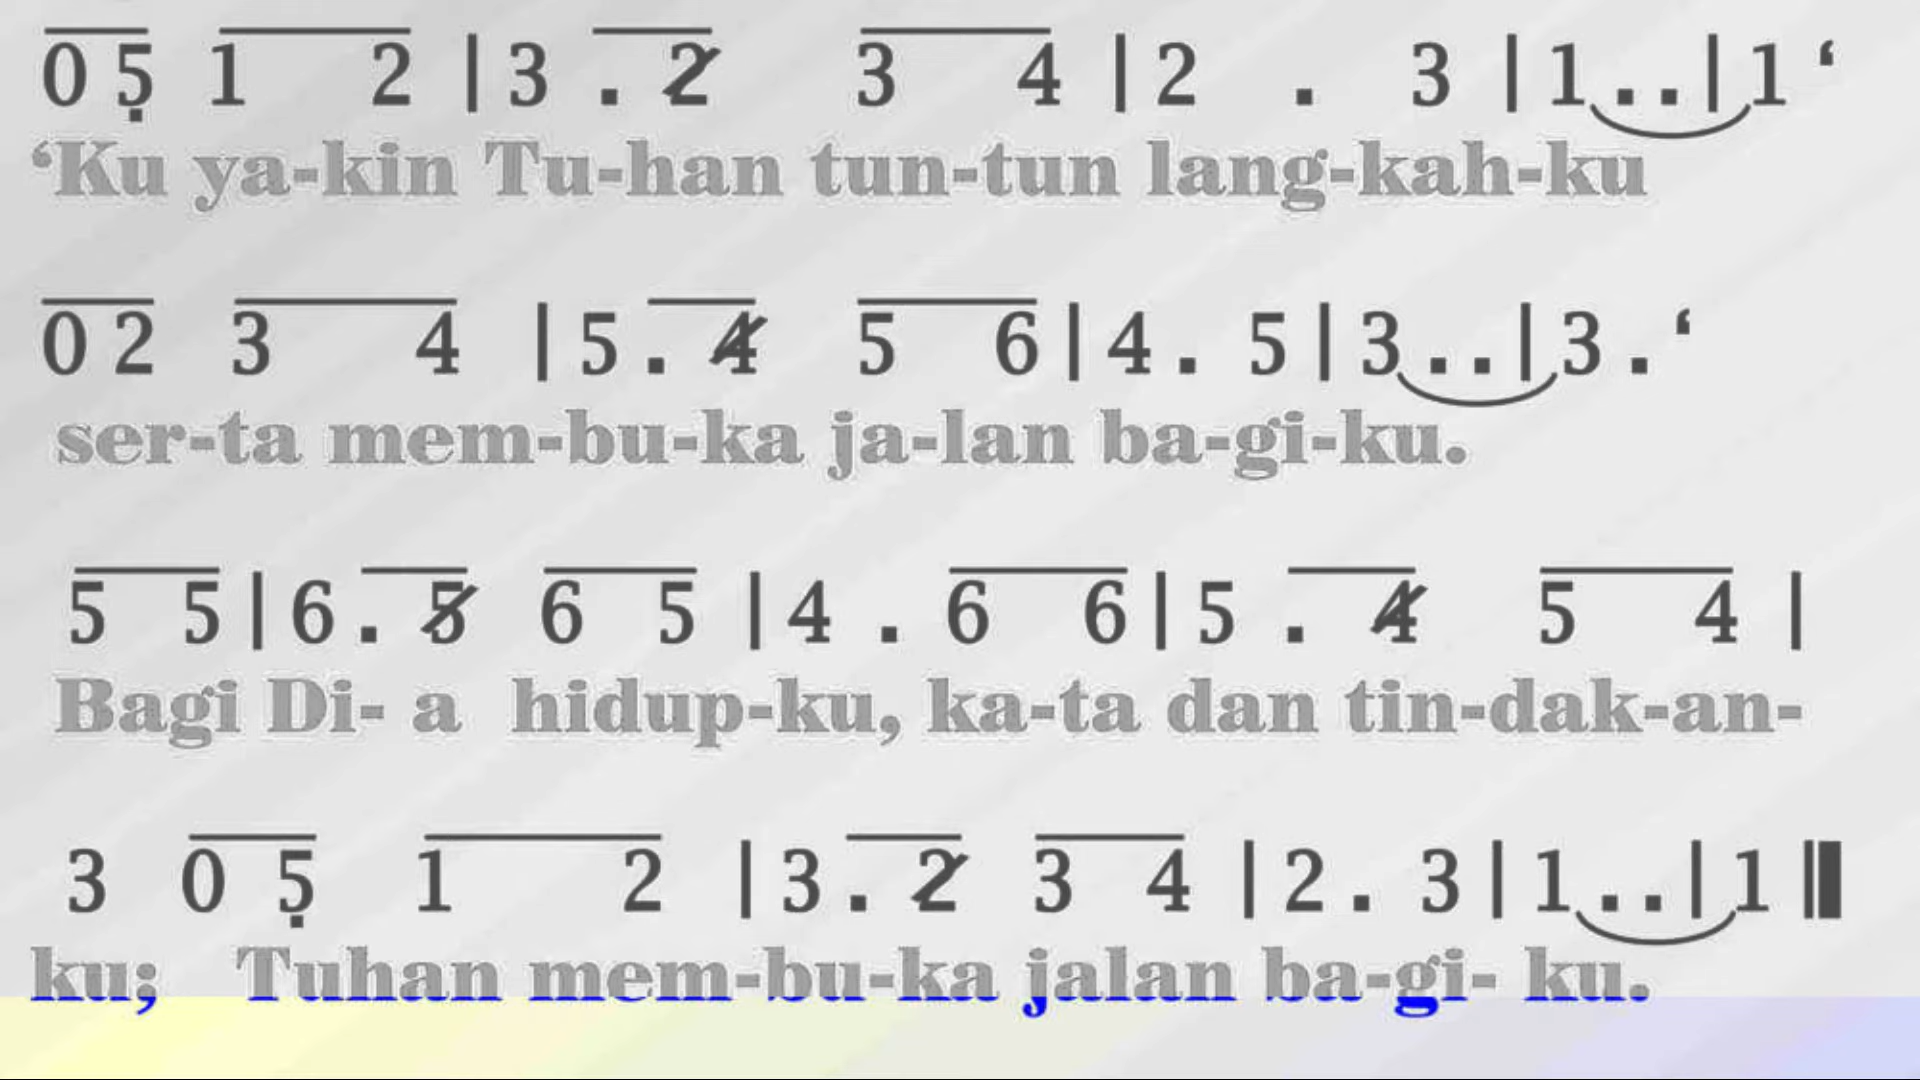 0 5̣ 1 2 | 3 . 2̸ 3 4 | 2 . 3 | 1 . . | 1 ‘
‘Ku ya-kin Tu-han tun-tun lang-kah-ku
0 2 3 4 | 5 . 4̸ 5 6 | 4 . 5 | 3 . . | 3 . ‘
ser-ta mem-bu-ka ja-lan ba-gi-ku.
5 5 | 6 . 5̸ 6 5 | 4 . 6 6 | 5 . 4̸ 5 4 |
Bagi Di- a hidup-ku, ka-ta dan tin-dak-an-
3 0 5̣ 1 2 | 3 . 2̸ 3 4 | 2 . 3 | 1 . . | 1 ||
ku; Tuhan mem-bu-ka jalan ba-gi- ku.